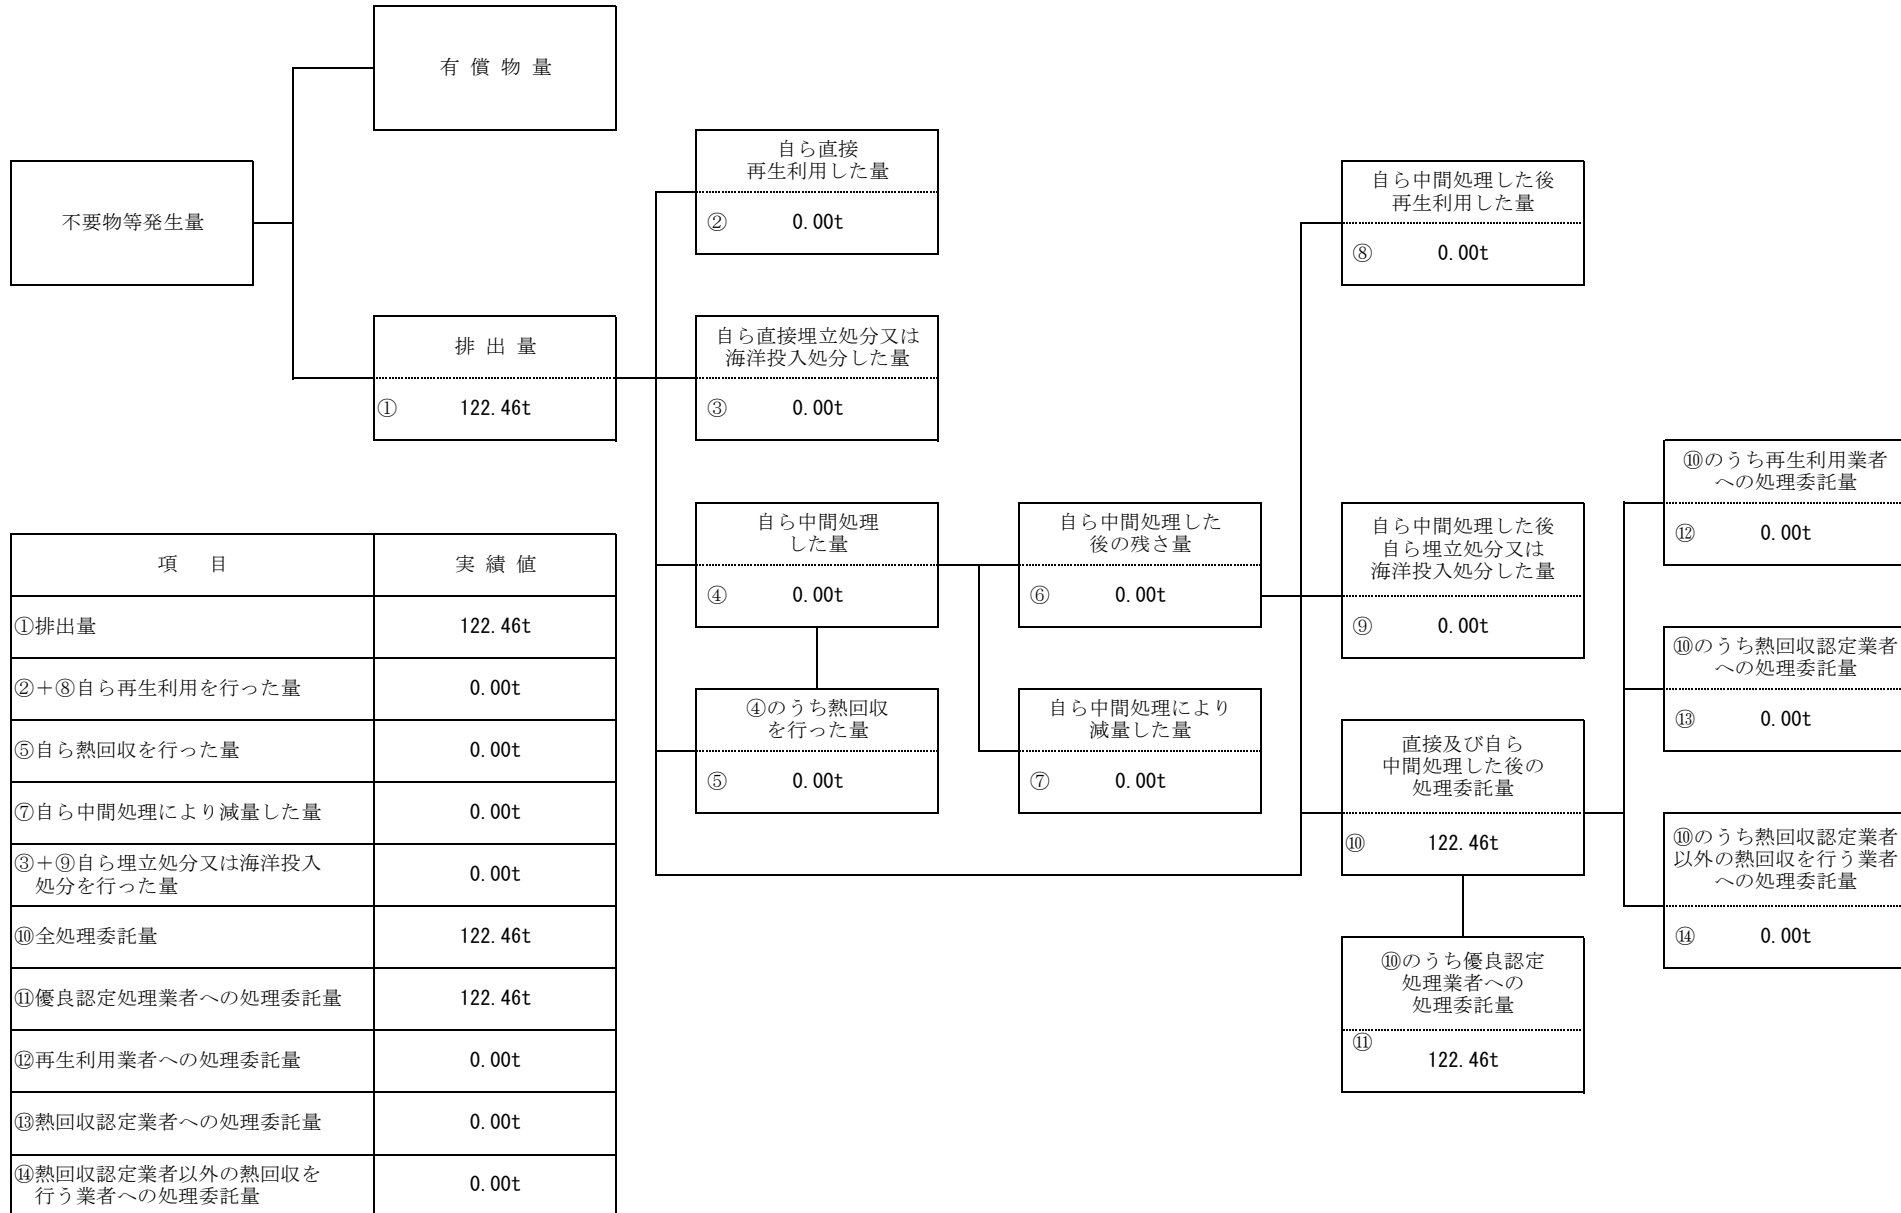 有 償 物 量
不要物等発生量
排 出 量
① 122.46t
自ら直接
再生利用した量
② 0.00t
自ら直接埋立処分又は
海洋投入処分した量
③ 0.00t
自ら中間処理
した量
④ 0.00t
④のうち熱回収
を行った量
⑤ 0.00t
自ら中間処理した
後の残さ量
⑥ 0.00t
自ら中間処理により
減量した量
⑦ 0.00t
自ら中間処理した後
再生利用した量
⑧ 0.00t
自ら中間処理した後
自ら埋立処分又は
海洋投入処分した量
⑨ 0.00t
直接及び自ら
中間処理した後の
処理委託量
⑩ 122.46t
⑩のうち優良認定
処理業者への
処理委託量
⑪ 122.46t
⑩のうち再生利用業者
への処理委託量
⑫ 0.00t
⑩のうち熱回収認定業者
への処理委託量
⑬ 0.00t
⑩のうち熱回収認定業者
以外の熱回収を行う業者
への処理委託量
⑭ 0.00t
項 目 実 績 値
①排出量 122.46t
②+⑧自ら再生利用を行った量 0.00t
⑤自ら熱回収を行った量 0.00t
⑦自ら中間処理により減量した量 0.00t
③+⑨自ら埋立処分又は海洋投入
処分を行った量 0.00t
⑩全処理委託量 122.46t
⑪優良認定処理業者への処理委託量 122.46t
⑫再生利用業者への処理委託量 0.00t
⑬熱回収認定業者への処理委託量 0.00t
⑭熱回収認定業者以外の熱回収を
行う業者への処理委託量 0.00t